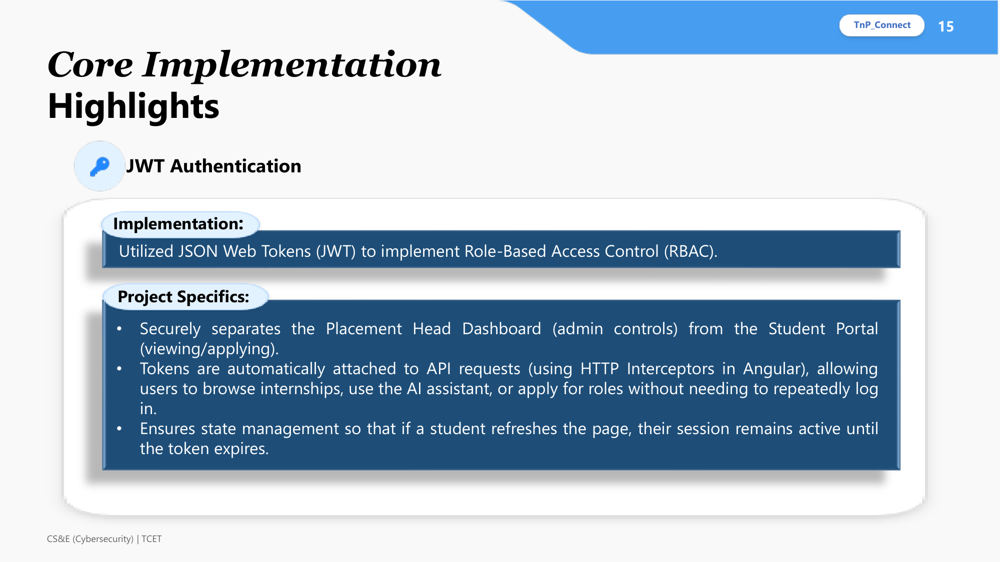 TnP_Connect
15
Core Implementation
Highlights
JWT Authentication
Implementation:
Utilized JSON Web Tokens (JWT) to implement Role-Based Access Control (RBAC).
Project Specifics:
• Securely separates the Placement Head Dashboard (admin controls) from the Student Portal
(viewing/applying).
• Tokens are automatically attached to API requests (using HTTP Interceptors in Angular), allowing
users to browse internships, use the AI assistant, or apply for roles without needing to repeatedly log
in.
• Ensures state management so that if a student refreshes the page, their session remains active until
the token expires.
CS&E (Cybersecurity) | TCET